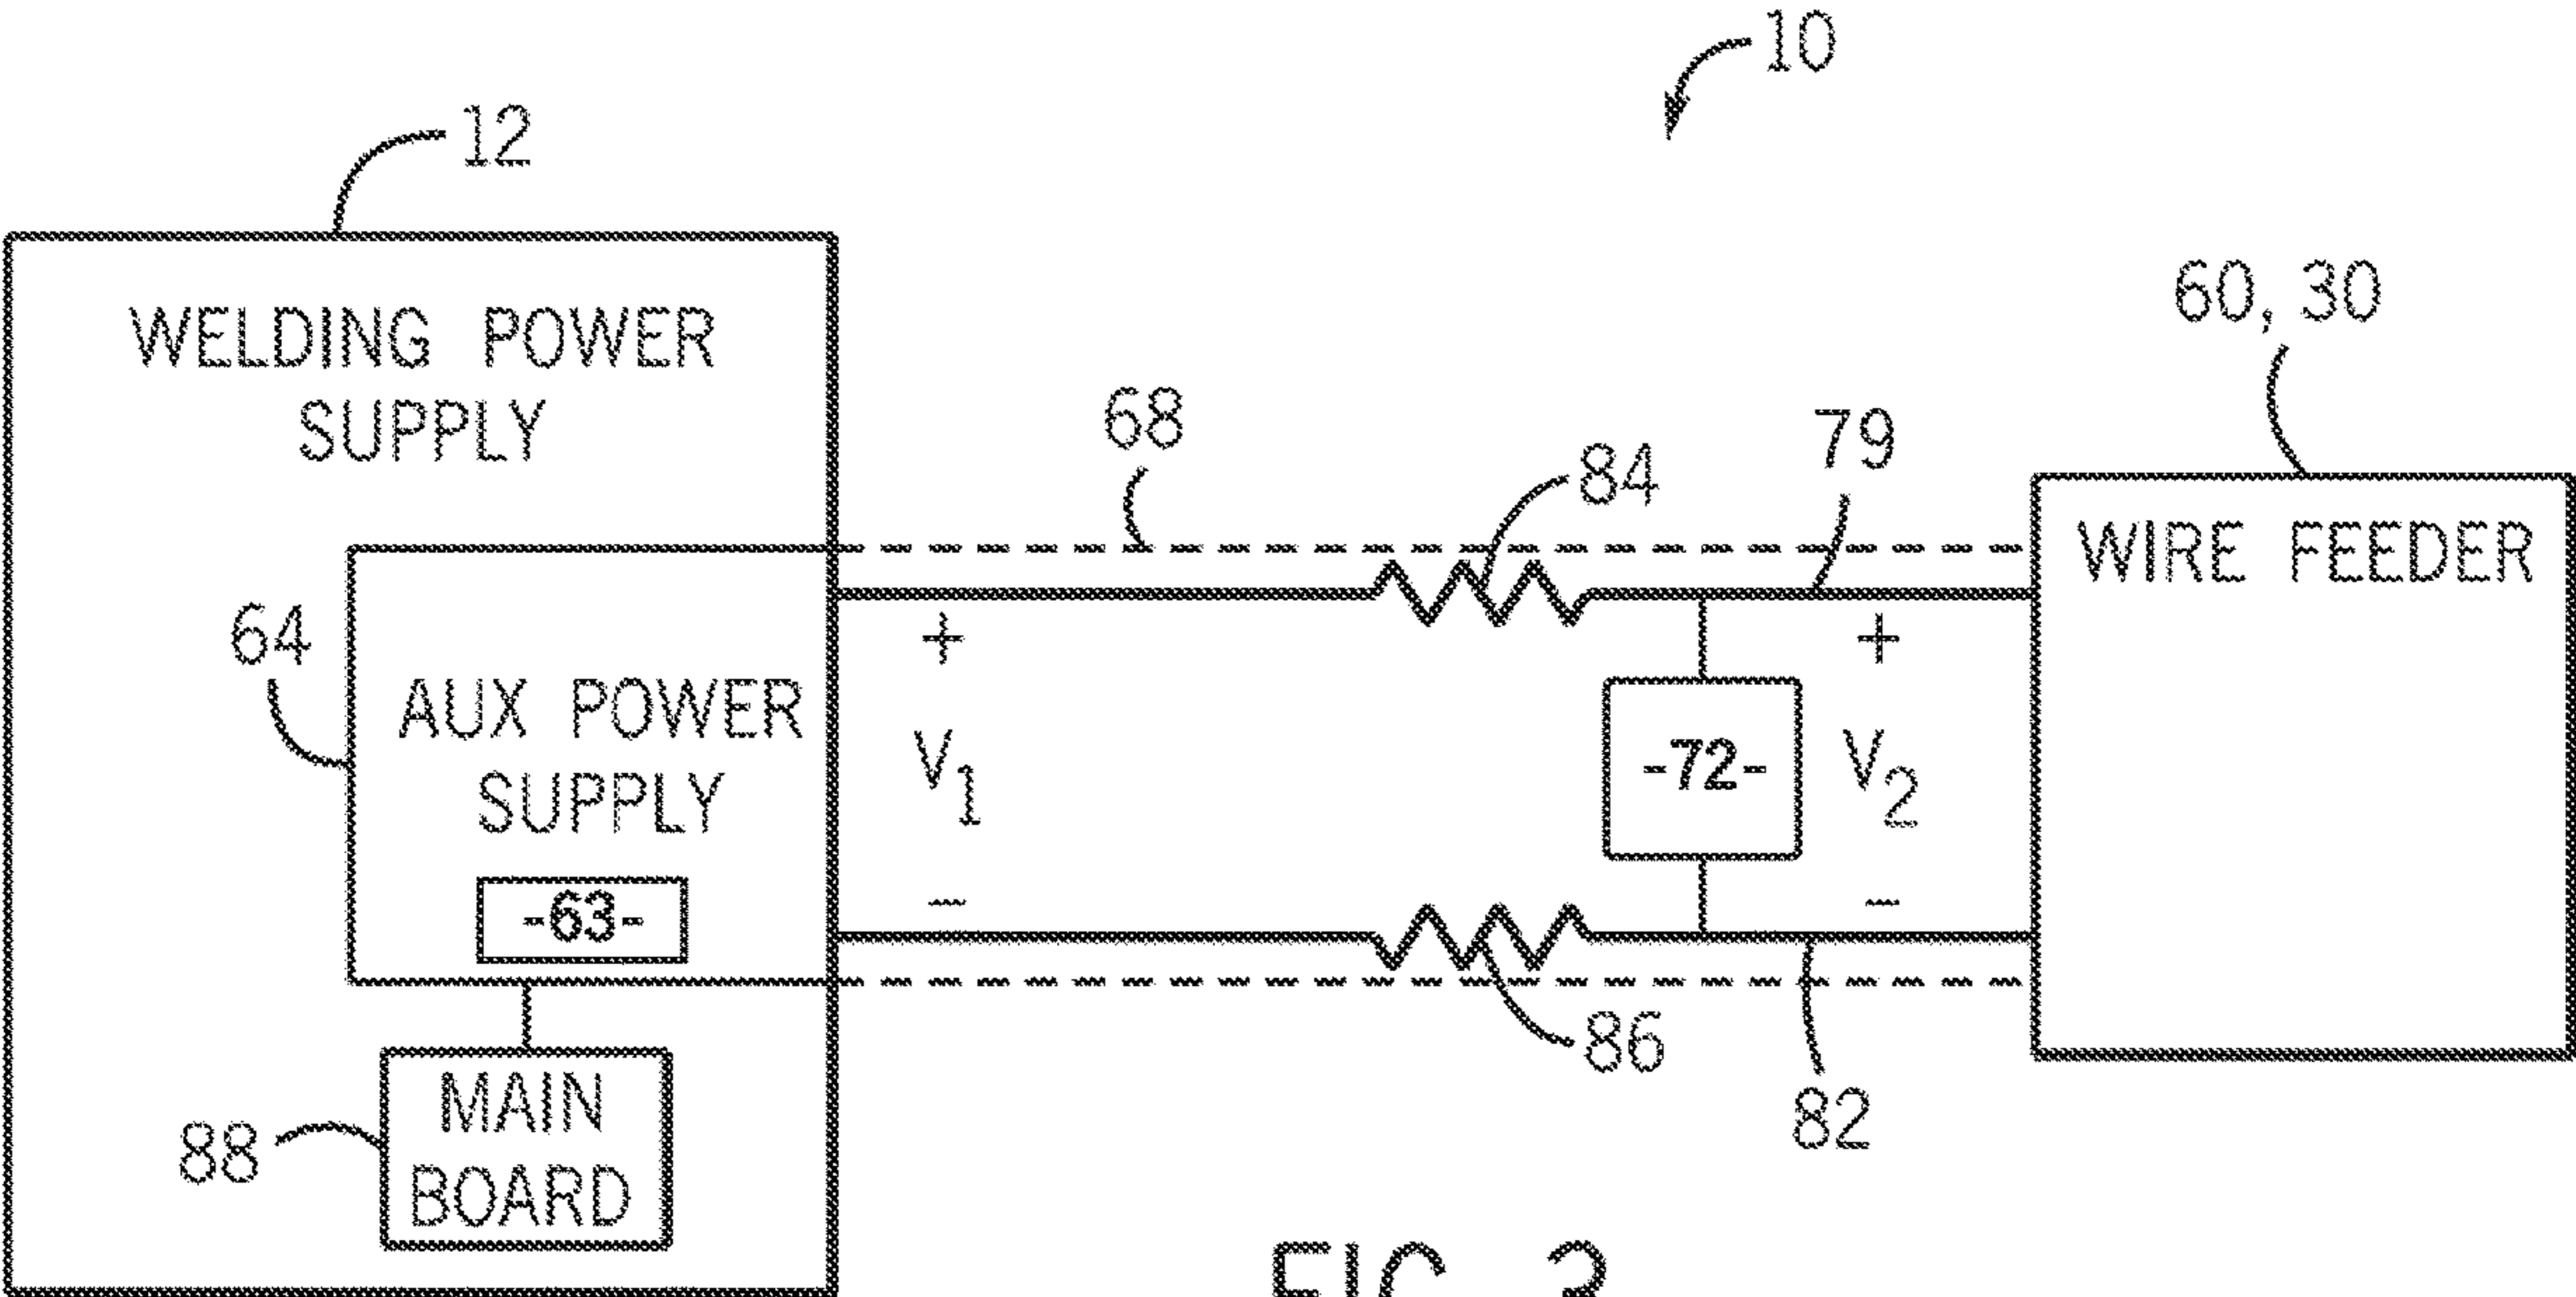 10
12
WELDING POWER
SUPPLY
60, 30
68
84
79
WIRE FEEDER
64
+
+
AUX POWER
SUPPLY
V1
-72-
V2
-63-
-
-
86
82
88
MAIN
BOARD